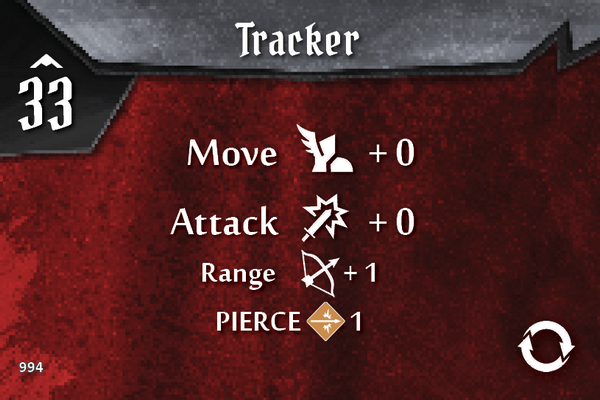 Tracker
33
Move + 0
Attack + 0
Range + 1
PIERCE 1
994